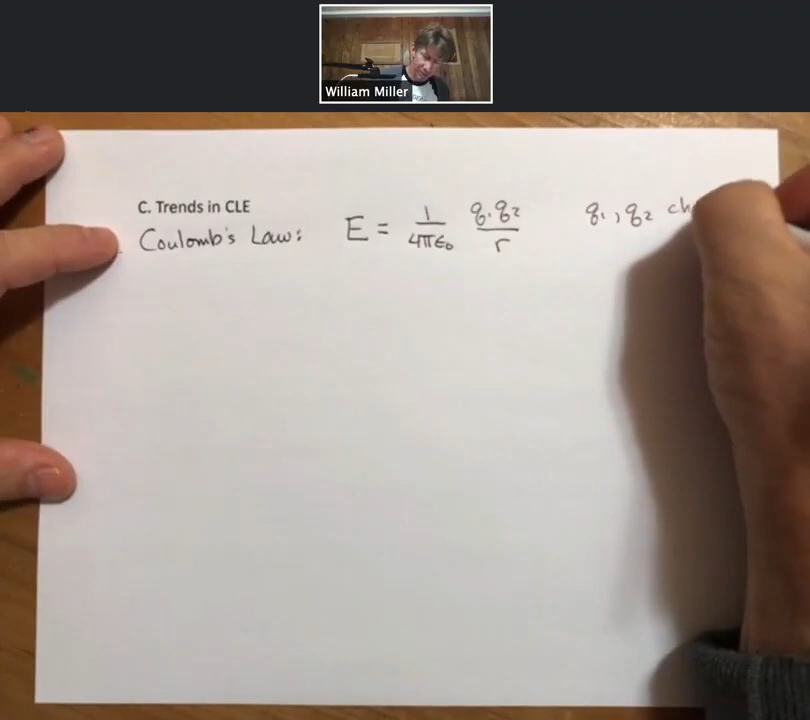 William Miller
C. Trends in CLE
Coulomb's Law: E = 1/4πϵ₀ q₁q₂/r q₁, q₂